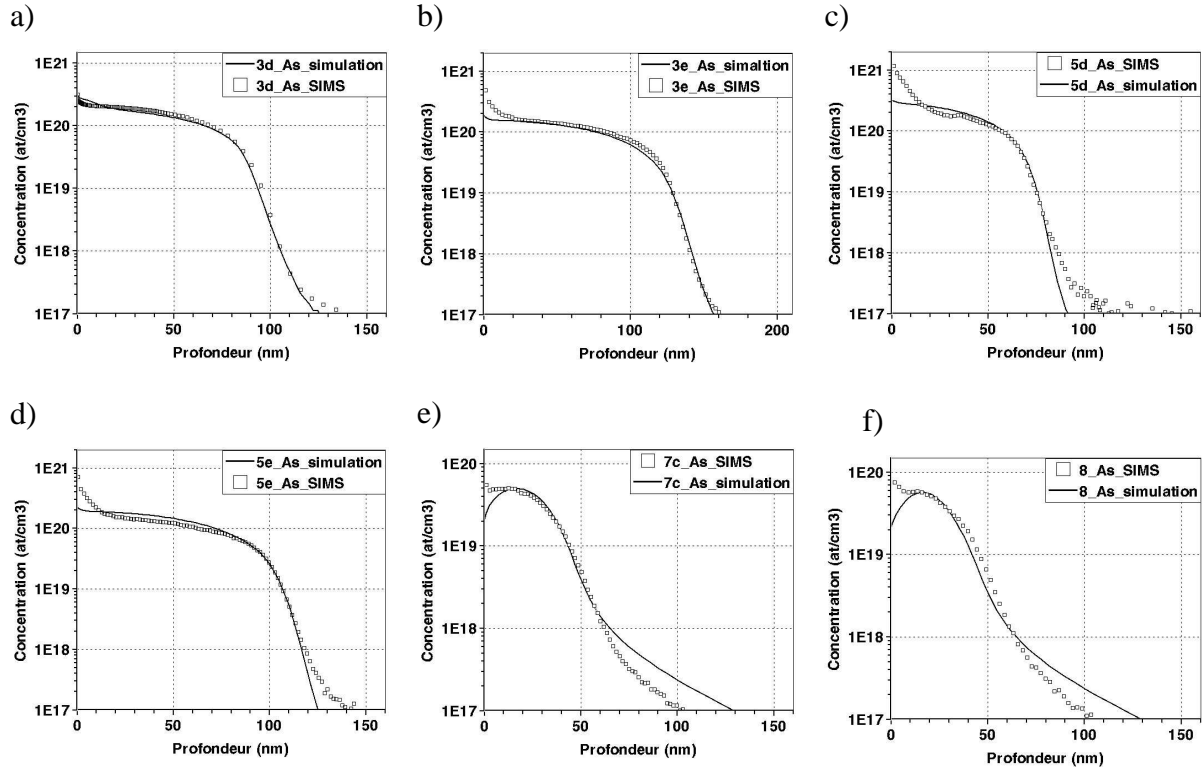 a)
3d_As_simulation
3d_As_SIMS
1E21
1E20
1E19
1E18
1E17
Concentration (at/cm3)
0
50
100
150
Profondeur (nm)
b)
3e_As_simaltion
3e_As_SIMS
1E21
1E20
1E19
1E18
1E17
Concentration (at/cm3)
0
100
200
Profondeur (nm)
c)
5d_As_SIMS
5d_As_simulation
1E21
1E20
1E19
1E18
1E17
Concentration (at/cm3)
0
50
100
150
Profondeur (nm)
d)
5e_As_simulation
5e_As_SIMS
1E21
1E20
1E19
1E18
1E17
Concentration (at/cm3)
0
50
100
150
Profondeur (nm)
e)
7c_As_SIMS
7c_As_simulation
1E20
1E19
1E18
1E17
Concentration (at/cm3)
0
50
100
150
Profondeur (nm)
f)
8_As_SIMS
8_As_simulation
1E20
1E19
1E18
1E17
Concentration (at/cm3)
0
50
100
150
Profondeur (nm)